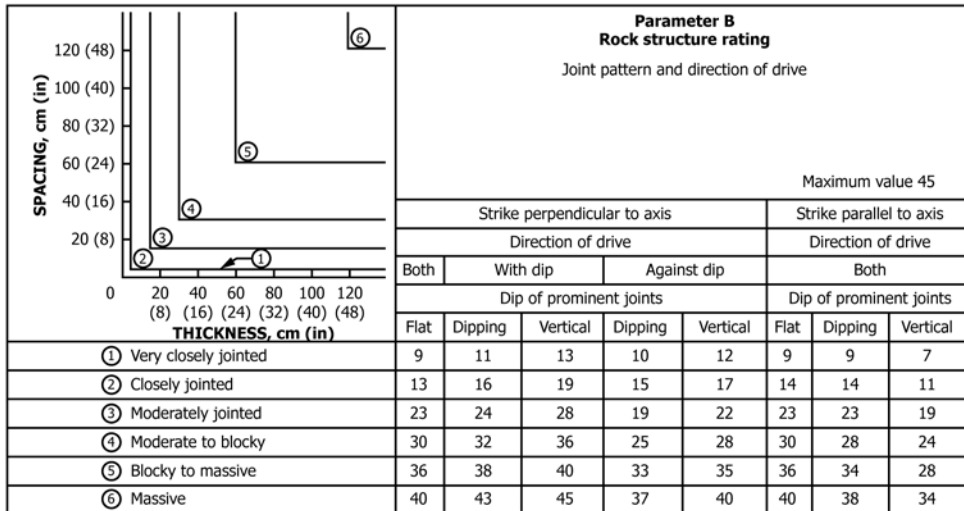 Parameter B
Rock structure rating
Joint pattern and direction of drive
Maximum value 45
SPACING, cm (in)
120 (48)
100 (40)
80 (32)
60 (24)
40 (16)
20 (8)
⑥
⑤
④
③
② ①
0 20 40 60 80 100 120
(8) (16) (24) (32) (40) (48)
THICKNESS, cm (in)
Strike perpendicular to axis Strike parallel to axis
Direction of drive Direction of drive
Both With dip Against dip Both
Dip of prominent joints Dip of prominent joints
Flat Dipping Vertical Dipping Vertical Flat Dipping Vertical
① Very closely jointed 9 11 13 10 12 9 9 7
② Closely jointed 13 16 19 15 17 14 14 11
③ Moderately jointed 23 24 28 19 22 23 23 19
④ Moderate to blocky 30 32 36 25 28 30 28 24
⑤ Blocky to massive 36 38 40 33 35 36 34 28
⑥ Massive 40 43 45 37 40 40 38 34